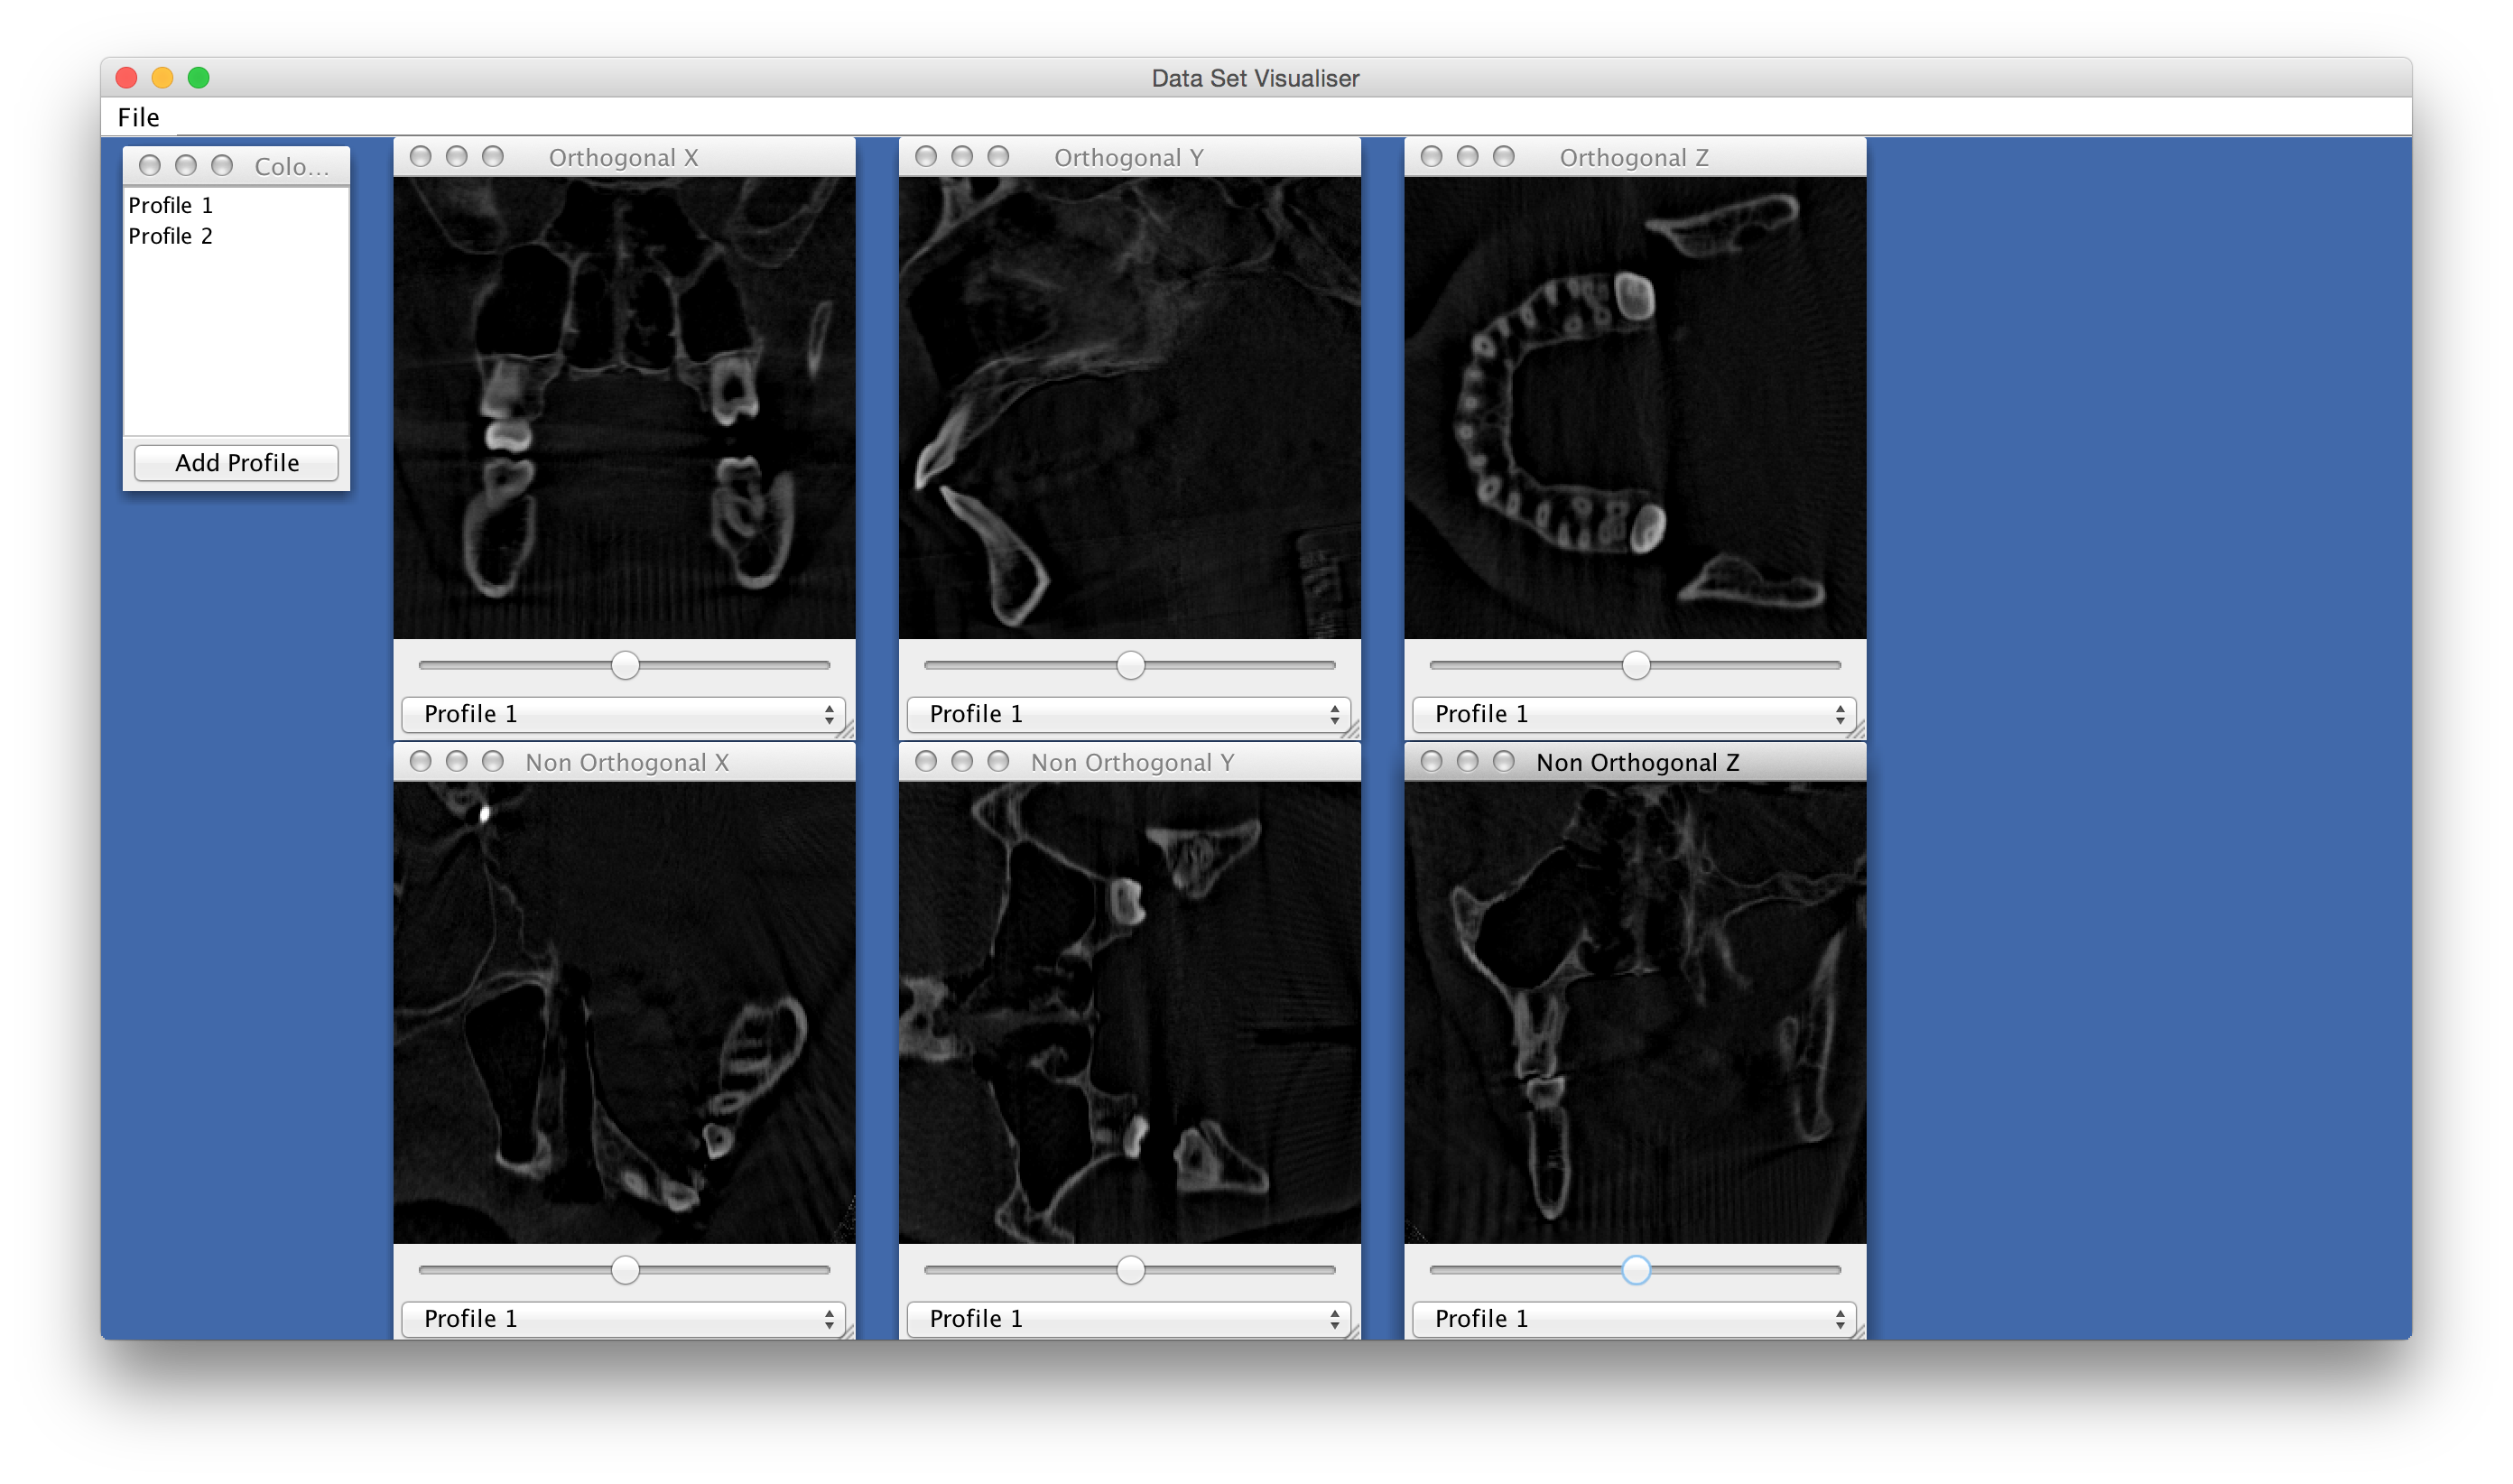 Data Set Visualiser
File
Colo...
Profile 1
Profile 2
Add Profile
Orthogonal X
Profile 1
Orthogonal Y
Profile 1
Orthogonal Z
Profile 1
Non Orthogonal X
Profile 1
Non Orthogonal Y
Profile 1
Non Orthogonal Z
Profile 1